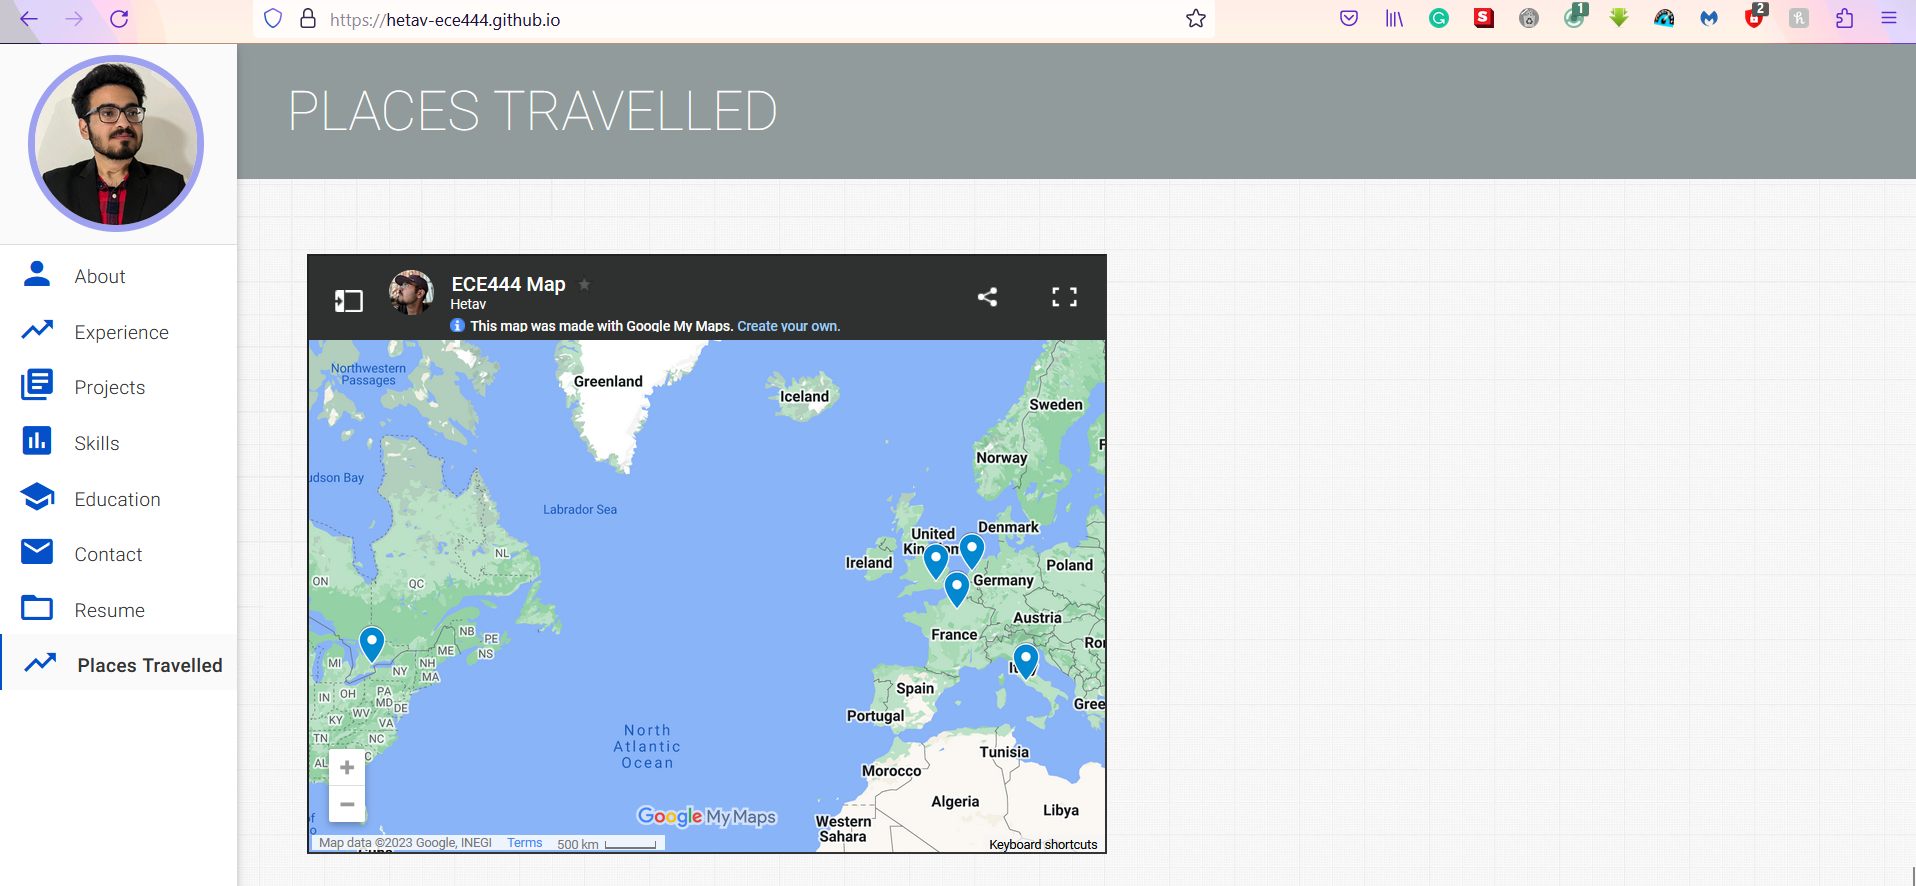 https://hetav-ece444.github.io
1
2
PLACES TRAVELLED
About
Experience
Projects
Skills
Education
Contact
Resume
Places Travelled
ECE444 Map
Hetav
This map was made with Google My Maps. Create your own.
Northwestern
Passages
Greenland
Iceland
Sweden
Norway
udson Bay
Labrador Sea
United
Denmark
Ireland
Poland
Germany
NL
ON
QC
Austria
France
NB
PE
ME
NS
MI
NH
NY
MA
Ro
IN
OH
PA
MD
DE
Spain
KY
WV
VA
Portugal
Gree
TN
NC
AL
North
Atlantic
Ocean
Tunisia
Morocco
Algeria
Libya
Google My Maps
Western
Sahara
Map data ©2023 Google, INEGI
Terms
500 km
Keyboard shortcuts